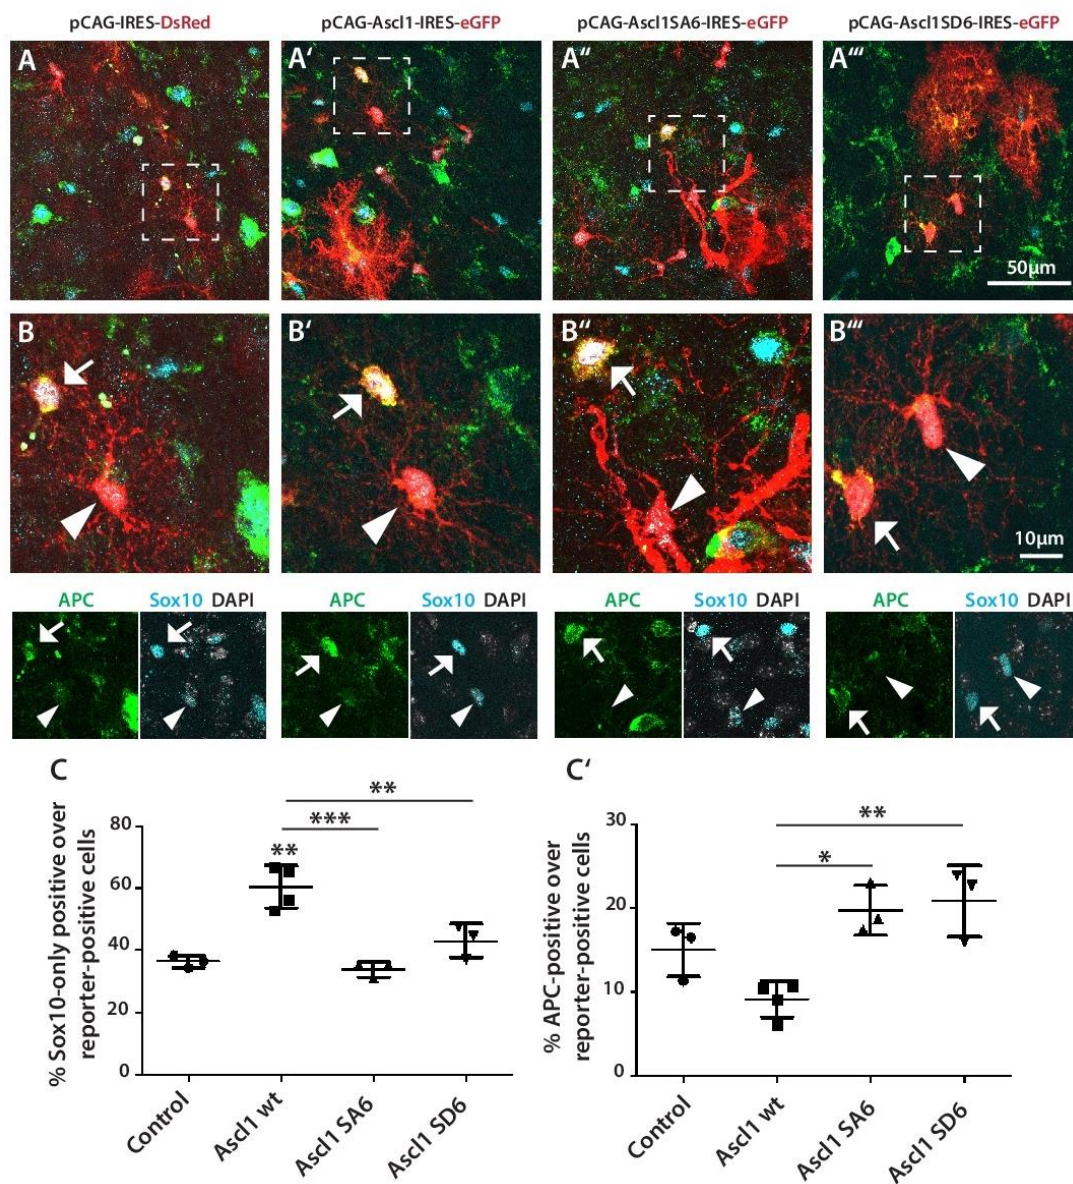 pCAG-IRES-DsRed pCAG-Ascl1-IRES-eGFP pCAG-Ascl1SA6-IRES-eGFP pCAG-Ascl1SD6-IRES-eGFP
A A' A" A"'
50µm
B B' B" B"'
10µm
APC Sox10 DAPI APC Sox10 DAPI APC Sox10 DAPI APC Sox10 DAPI
C
% Sox10-only positive over
reporter-positive cells
80
60
40
20
0
**
***
**
Control
Ascl1 wt
Ascl1 SA6
Ascl1 SD6
C'
% APC-positive over
reporter-positive cells
30
20
10
0
**
*
Control
Ascl1 wt
Ascl1 SA6
Ascl1 SD6